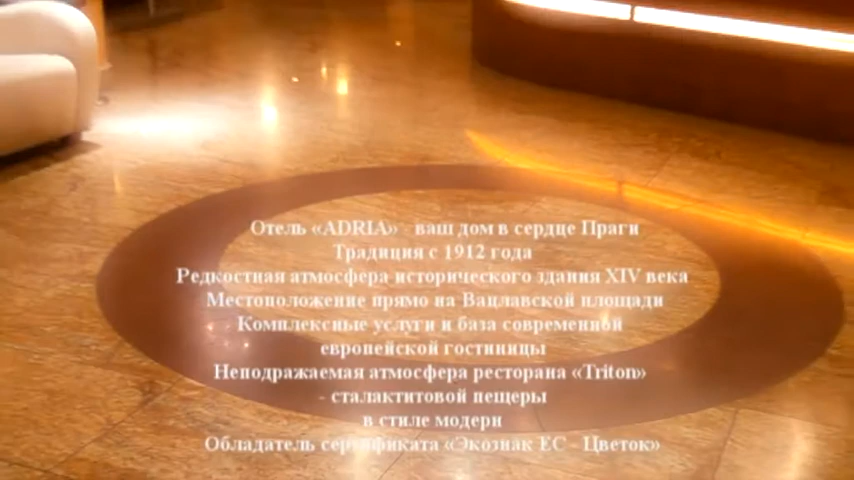 Отель «ADRIA» - ваш дом в сердце Праги
Традиция с 1912 года
Редкостная атмосфера исторического здания XIV века
Местоположение прямо на Вацлавской площади
Комплексные услуги и база современной
европейской гостиницы
Неподражаемая атмосфера ресторана «Triton»
- сталактитовой пещеры
в стиле модерн
Обладатель сертификата «Экознак ЕС - Цветок»